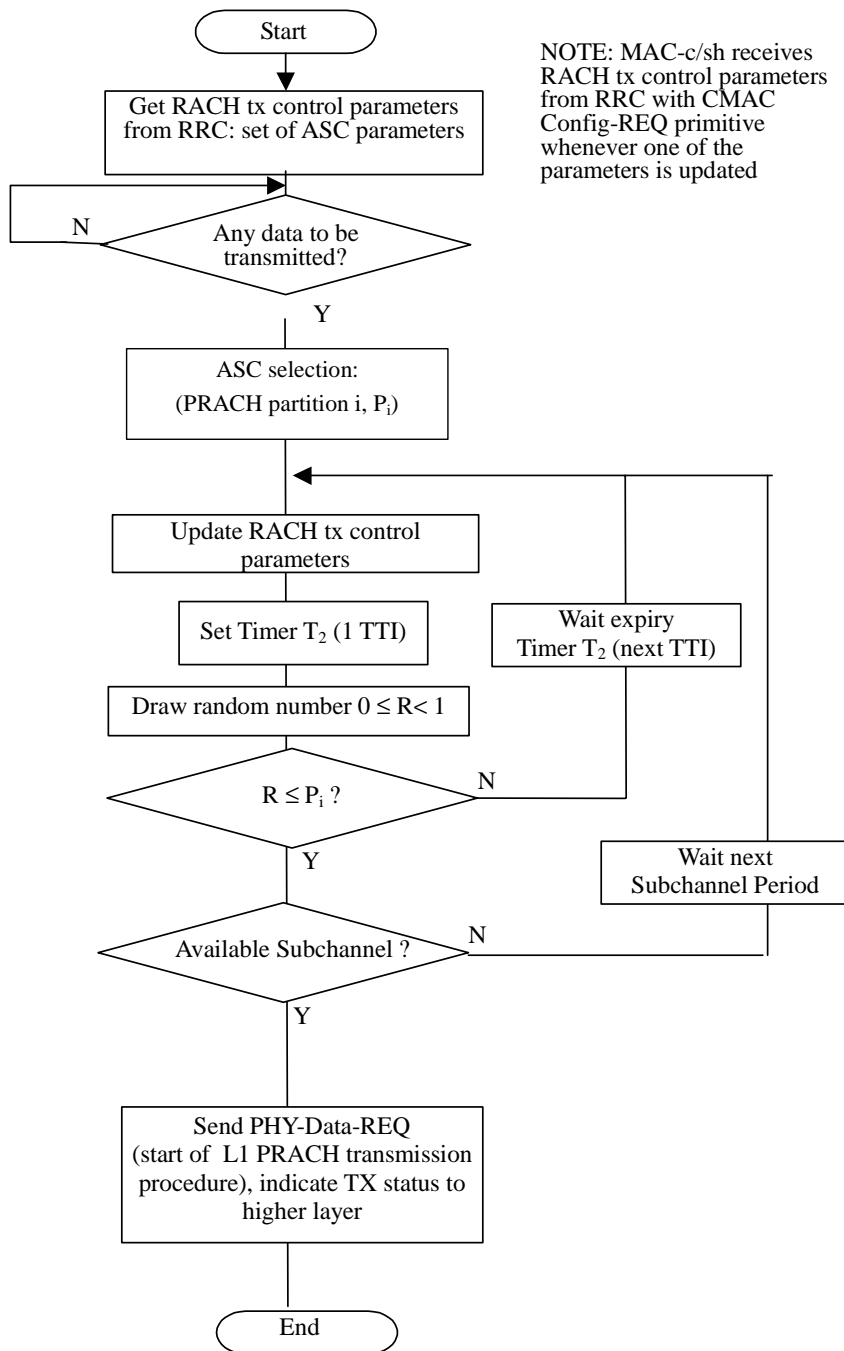 Start
NOTE: MAC-c/sh receives
RACH tx control parameters
from RRC with CMAC
Config-REQ primitive
whenever one of the
parameters is updated
Get RACH tx control parameters
from RRC: set of ASC parameters
N
Any data to be
transmitted?
Y
ASC selection:
(PRACH partition i, Pi)
Update RACH tx control
parameters
Set Timer T2 (1 TTI)
Wait expiry
Timer T2 (next TTI)
Draw random number 0 ≤ R< 1
R ≤ Pi ?
N
Y
Wait next
Subchannel Period
Available Subchannel ?
N
Y
Send PHY-Data-REQ
(start of L1 PRACH transmission
procedure), indicate TX status to
higher layer
End